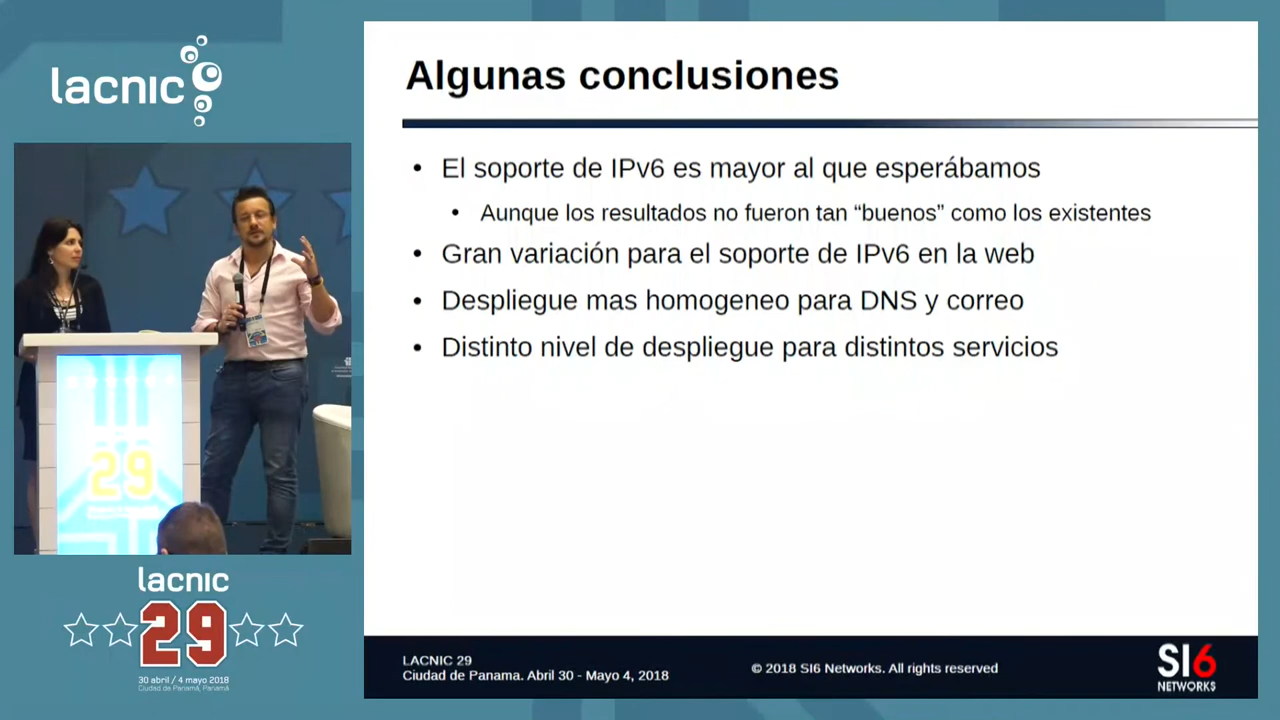 lacnic
29
lacnic
29
30 abril / 4 mayo 2018
Ciudad de Panamá, Panamá
Algunas conclusiones
• El soporte de IPv6 es mayor al que esperábamos
• Aunque los resultados no fueron tan “buenos” como los existentes
• Gran variación para el soporte de IPv6 en la web
• Despliegue mas homogeneo para DNS y correo
• Distinto nivel de despliegue para distintos servicios
LACNIC 29
Ciudad de Panama. Abril 30 - Mayo 4, 2018
© 2018 SI6 Networks. All rights reserved
SI6
NETWORKS